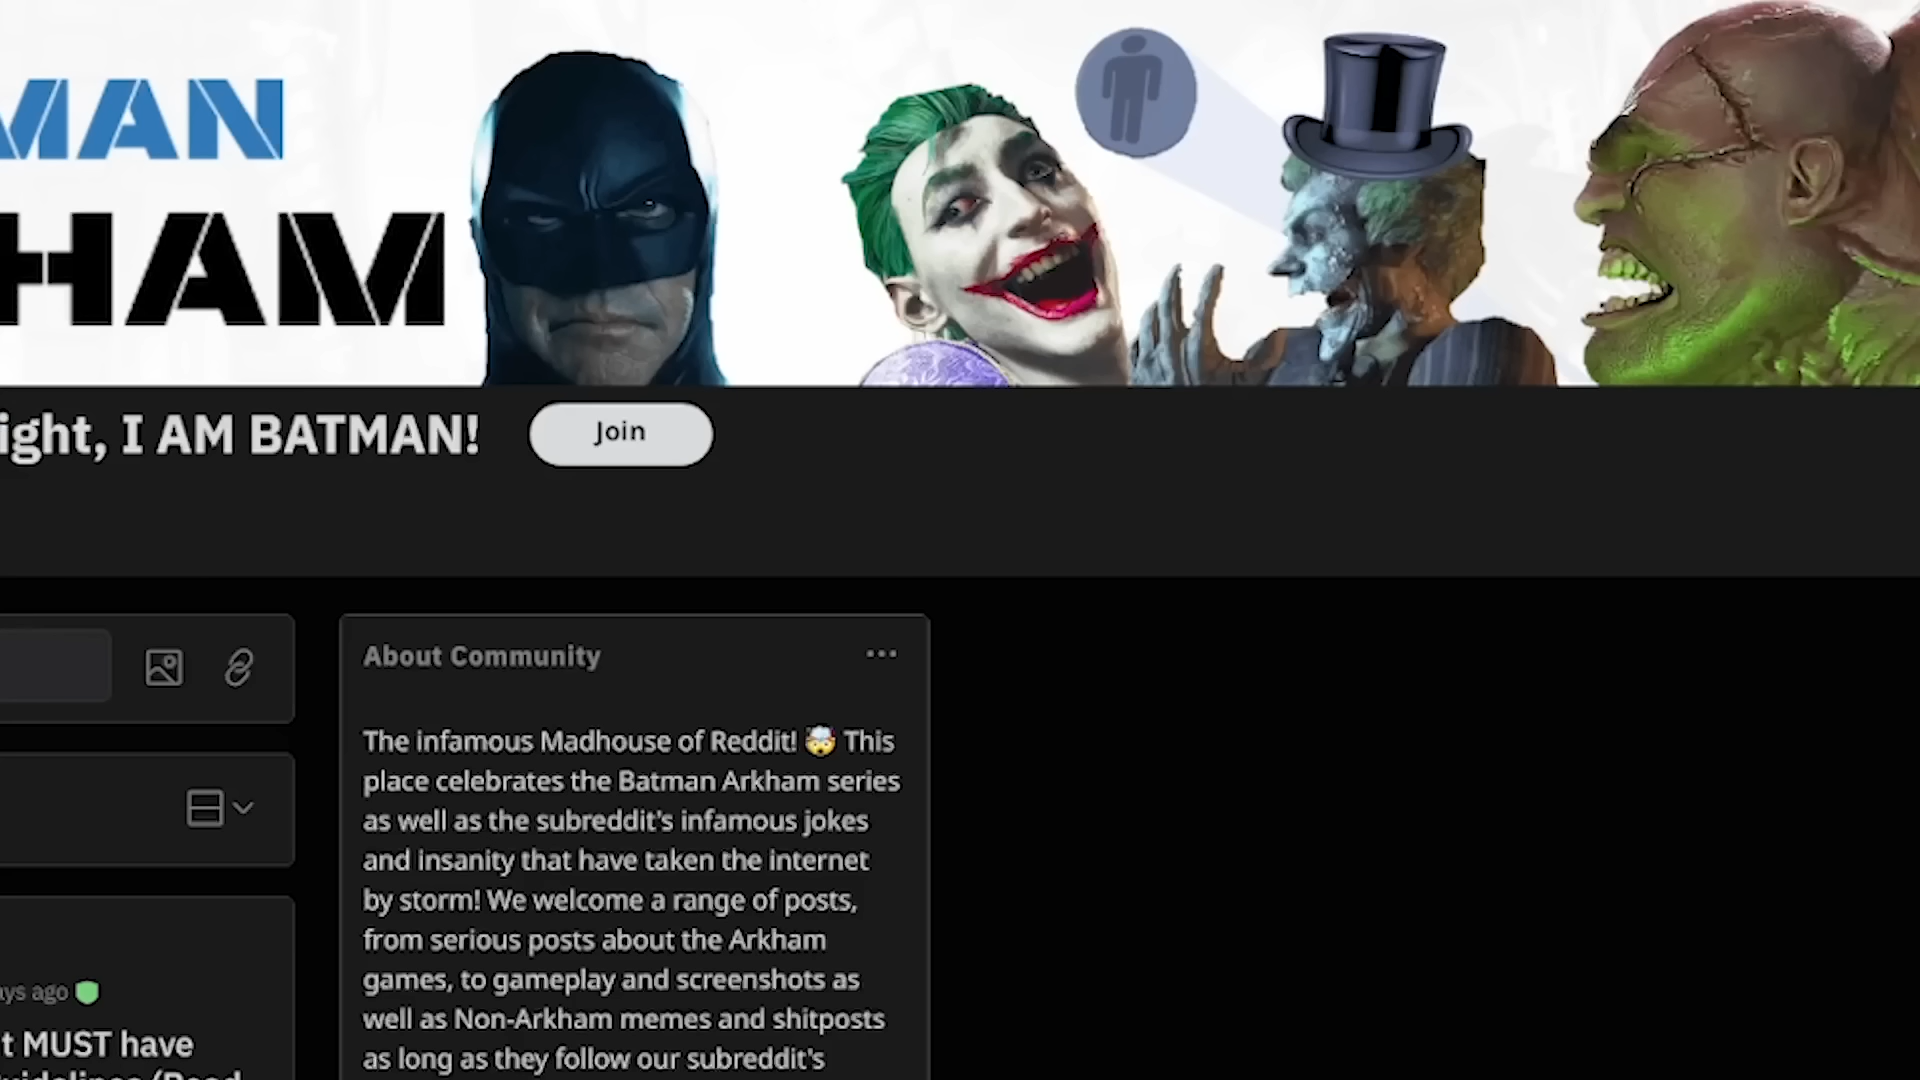 MAN
HAM
ight, I AM BATMAN!
Join
About Community
The infamous Madhouse of Reddit! 🤯 This
place celebrates the Batman Arkham series
as well as the subreddit's infamous jokes
and insanity that have taken the internet
by storm! We welcome a range of posts,
from serious posts about the Arkham
games, to gameplay and screenshots as
well as Non-Arkham memes and shitposts
as long as they follow our subreddit's
ays ago
t MUST have